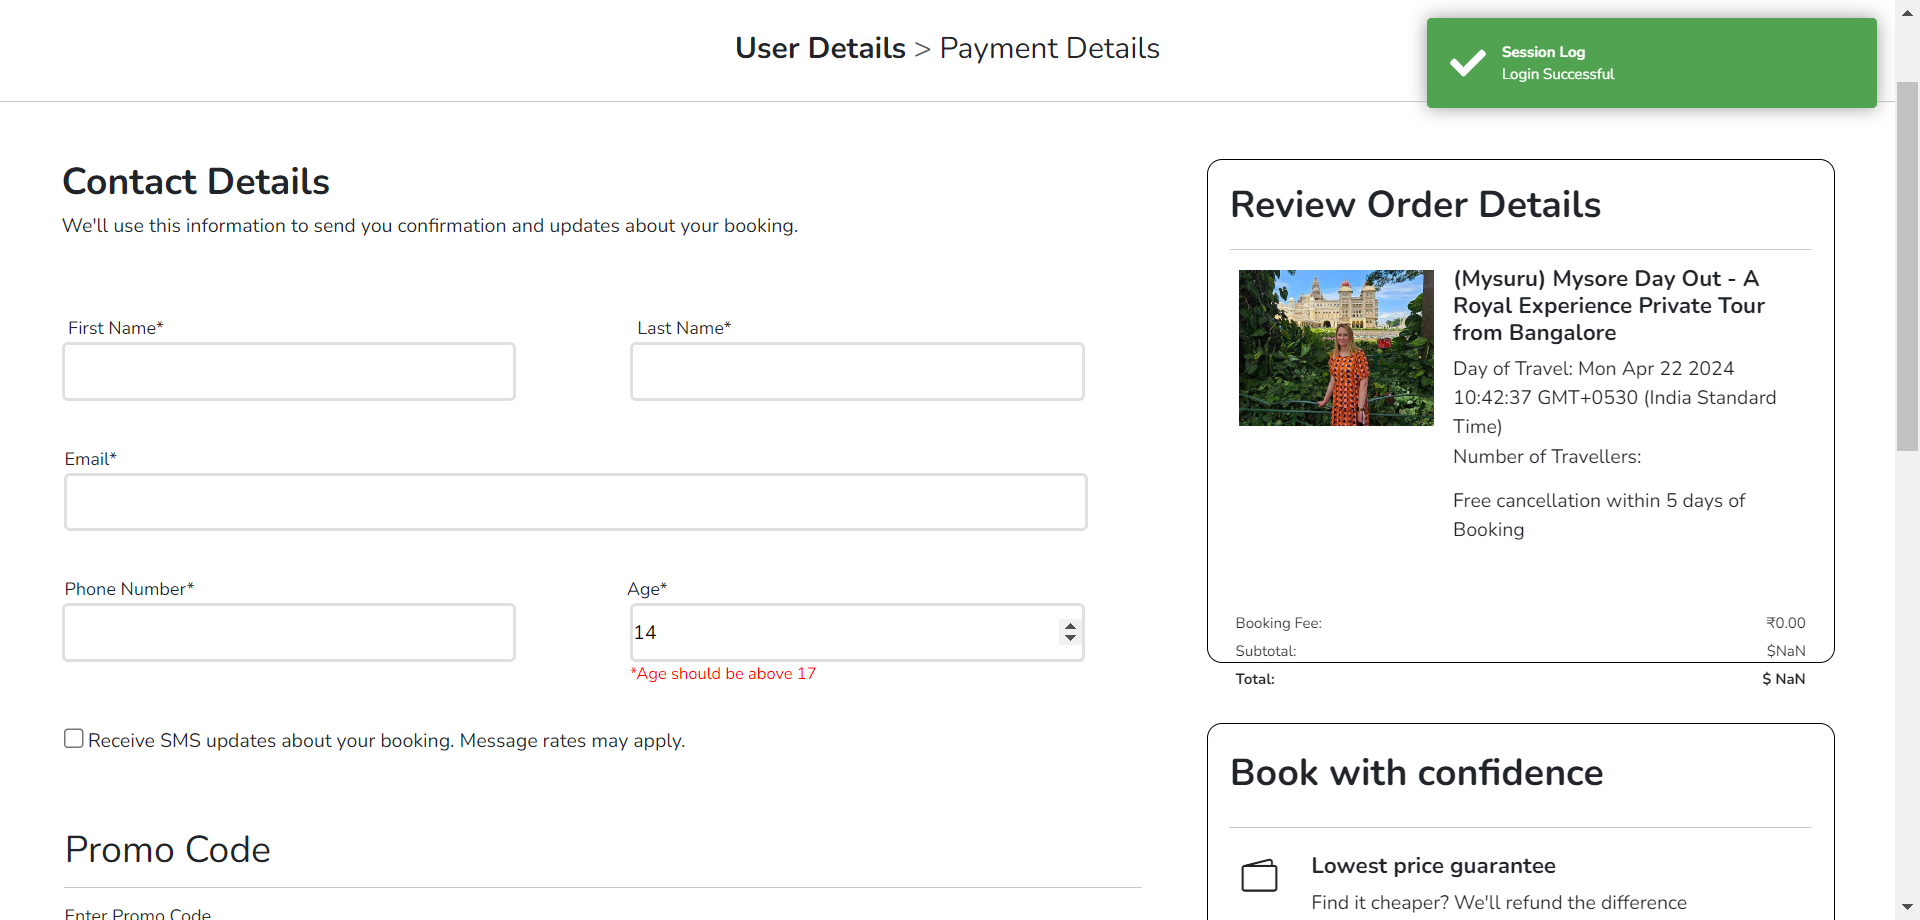 User Details > Payment Details
Session Log
Login Successful
Contact Details
We'll use this information to send you confirmation and updates about your booking.
First Name*
Last Name*
Email*
Phone Number*
Age*
14
*Age should be above 17
Receive SMS updates about your booking. Message rates may apply.
Promo Code
Enter Promo Code
Review Order Details
(Mysuru) Mysore Day Out - A
Royal Experience Private Tour
from Bangalore
Day of Travel: Mon Apr 22 2024
10:42:37 GMT+0530 (India Standard
Time)
Number of Travellers:
Free cancellation within 5 days of
Booking
Booking Fee: ₹0.00
Subtotal: $NaN
Total: $ NaN
Book with confidence
Lowest price guarantee
Find it cheaper? We'll refund the difference